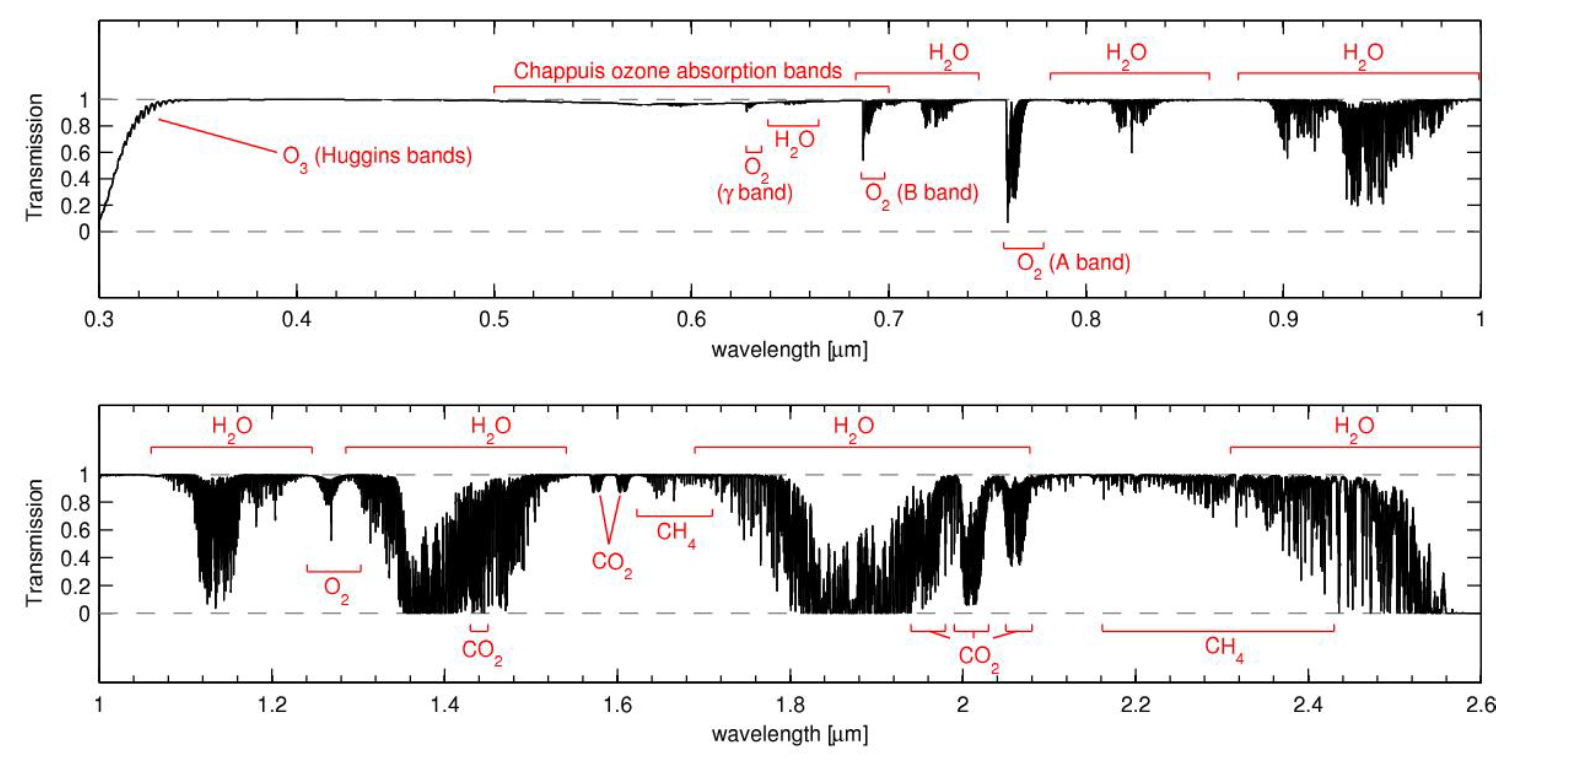 H2O
H2O
H2O
Chappuis ozone absorption bands
Transmission
1
0.8
0.6
0.4
0.2
0
O3 (Huggins bands)
H2O
O2
(γ band)
O2 (B band)
O2 (A band)
0.3 0.4 0.5 0.6 0.7 0.8 0.9 1
wavelength [μm]
H2O
H2O
H2O
H2O
Transmission
1
0.8
0.6
0.4
0.2
0
O2
CO2
CH4
CO2
CO2
CH4
1 1.2 1.4 1.6 1.8 2 2.2 2.4 2.6
wavelength [μm]